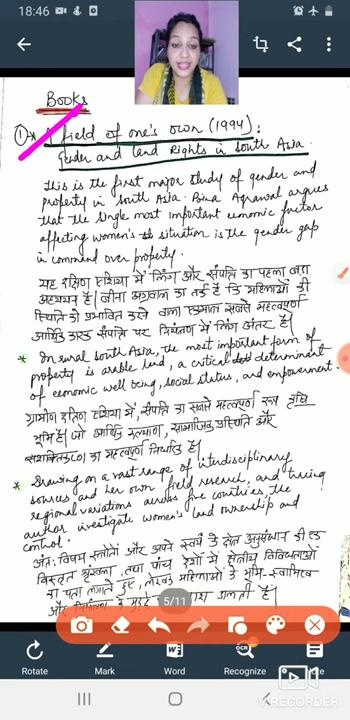 18:46
Books
① * A field of one's own (1994):
Gender and Land Rights in South Asia.
This is the first major study of gender and
property in South Asia. Bina Agrawal argues
that the single most important economic factor
affecting women's situation is the gender gap
in command over property.
यह दक्षिण एशिया में लिंग और संपत्ति का पहला बड़ा
अध्ययन है। बीना अग्रवाल का तर्क है कि महिलाओं की
स्थिति को प्रभावित करने वाला एकमात्र सबसे महत्वपूर्ण
आर्थिक कारक संपत्ति पर नियंत्रण में लिंग अंतर है।
* In rural South Asia, the most important form of
property is arable land, a critical determinant
of economic well being, social status, and empowerment.
ग्रामीण दक्षिण एशिया में, संपत्ति का सबसे महत्वपूर्ण रूप कृषि
भूमि है। जो आर्थिक कल्याण, सामाजिक स्थिति और
सशक्तिकरण का महत्वपूर्ण निर्धारक है।
* Drawing on a vast range of interdisciplinary
sources and her own field research, and tracing
regional variations across five countries, the
author investigate women's land ownership and
control.
अंत: विषय स्त्रोतों और अपने स्वयं के क्षेत्र अनुसंधान की एक
विस्तृत श्रृंखला, तथा पांच देशों में क्षेत्रीय विविधताओं
का पता लगाते हुए, लेखक महिलाओं के भूमि-स्वामित्व
और नियंत्रण के मुद्दे डालती हैं।
5/11
Rotate
Mark
Word
Recognize
More
VRECORDER